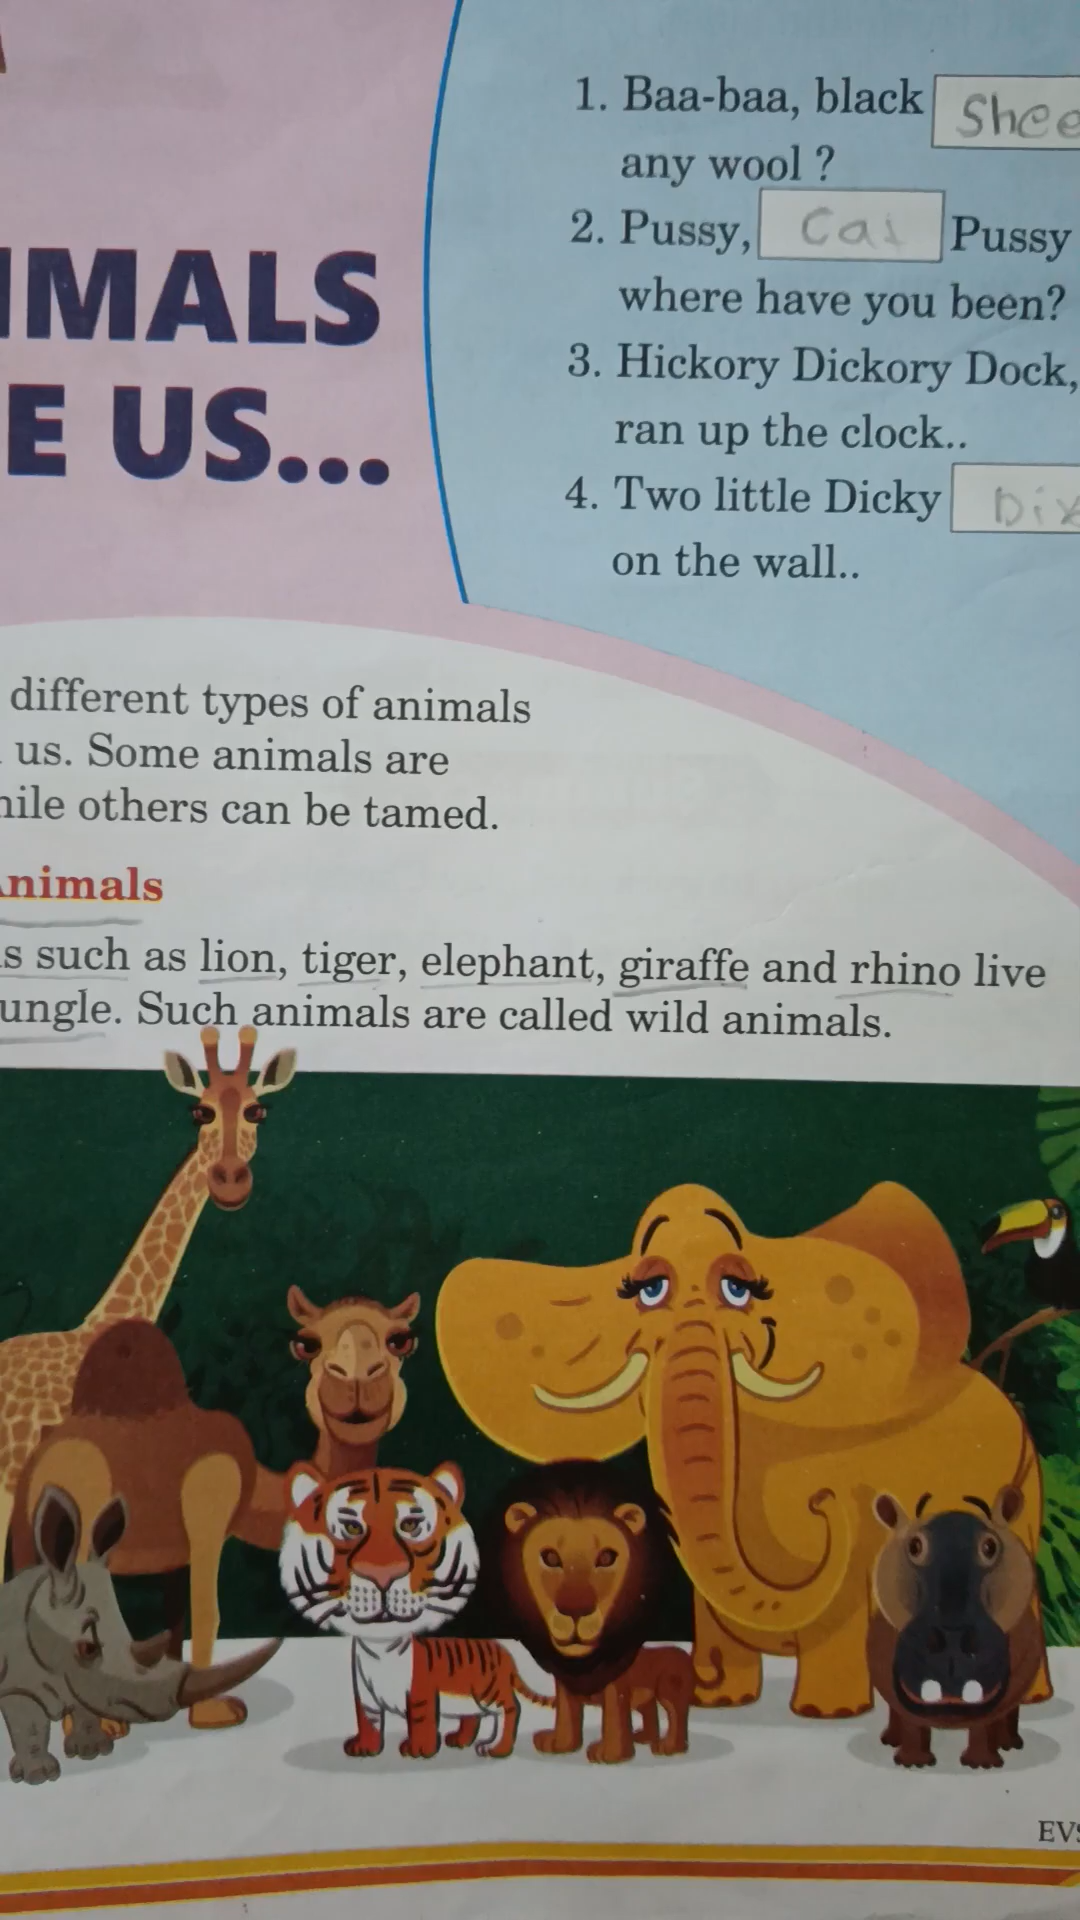 1. Baa-baa, black Shee
any wool ?
2. Pussy, Cat Pussy
where have you been?
3. Hickory Dickory Dock,
ran up the clock..
4. Two little Dicky
on the wall..
IMALS
E US...
different types of animals
us. Some animals are
hile others can be tamed.
nimals
s such as lion, tiger, elephant, giraffe and rhino live
ungle. Such animals are called wild animals.
EVS